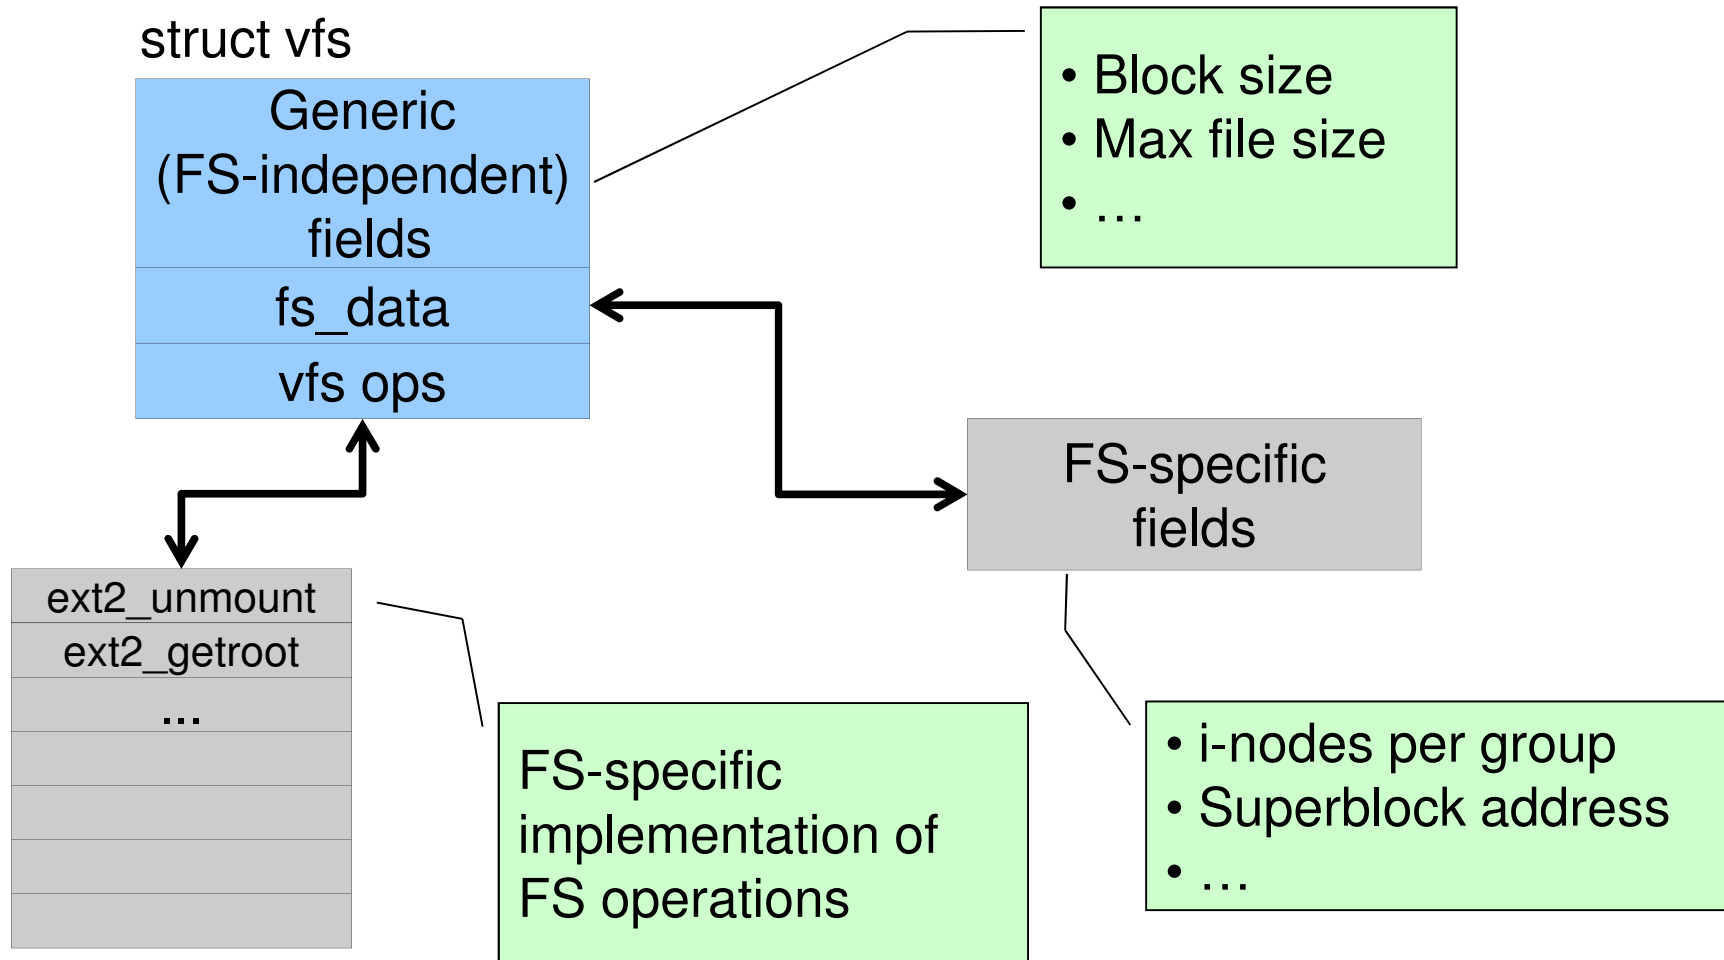 struct vfs
Generic
(FS-independent)
fields
fs_data
vfs ops
• Block size
• Max file size
• …
FS-specific
fields
ext2_unmount
ext2_getroot
...
FS-specific
implementation of
FS operations
• i-nodes per group
• Superblock address
• …